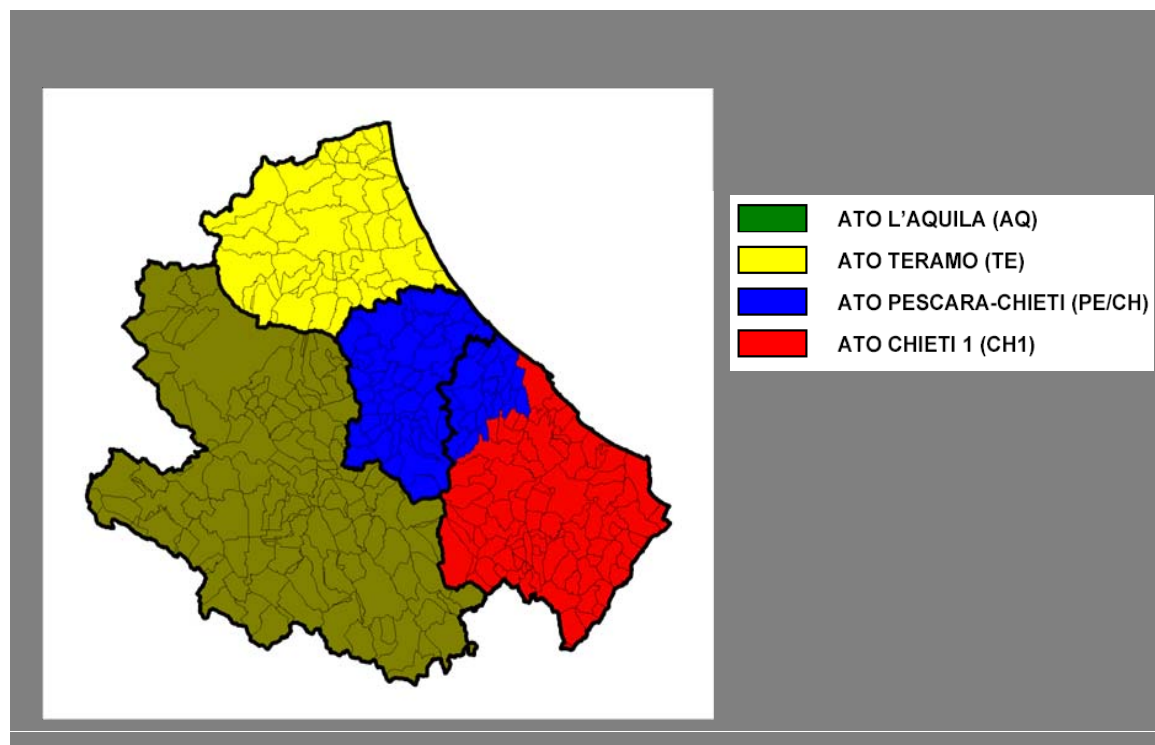 ATO L’AQUILA (AQ)
ATO TERAMO (TE)
ATO PESCARA-CHIETI (PE/CH)
ATO CHIETI 1 (CH1)